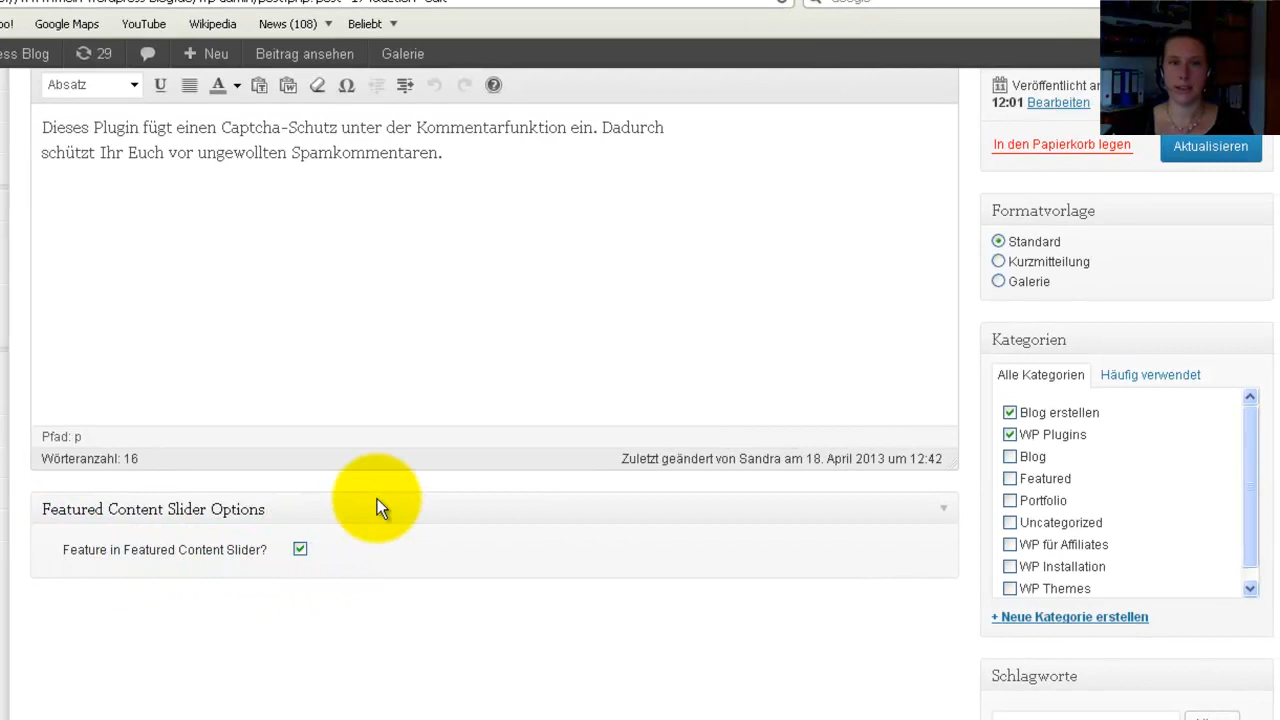 Google
Google Maps YouTube Wikipedia News (108) Beliebt
ess Blog 29 Neu Beitrag ansehen Galerie
Absatz
Dieses Plugin fügt einen Captcha-Schutz unter der Kommentarfunktion ein. Dadurch
schützt Ihr Euch vor ungewollten Spamkommentaren.
Pfad: p
Wörteranzahl: 16 Zuletzt geändert von Sandra am 18. April 2013 um 12:42
Featured Content Slider Options
Feature in Featured Content Slider?
Veröffentlicht
12:01 Bearbeiten
In den Papierkorb legen Aktualisieren
Formatvorlage
Standard
Kurzmitteilung
Galerie
Kategorien
Alle Kategorien Häufig verwendet
Blog erstellen
WP Plugins
Blog
Featured
Portfolio
Uncategorized
WP für Affiliates
WP Installation
WP Themes
+ Neue Kategorie erstellen
Schlagworte